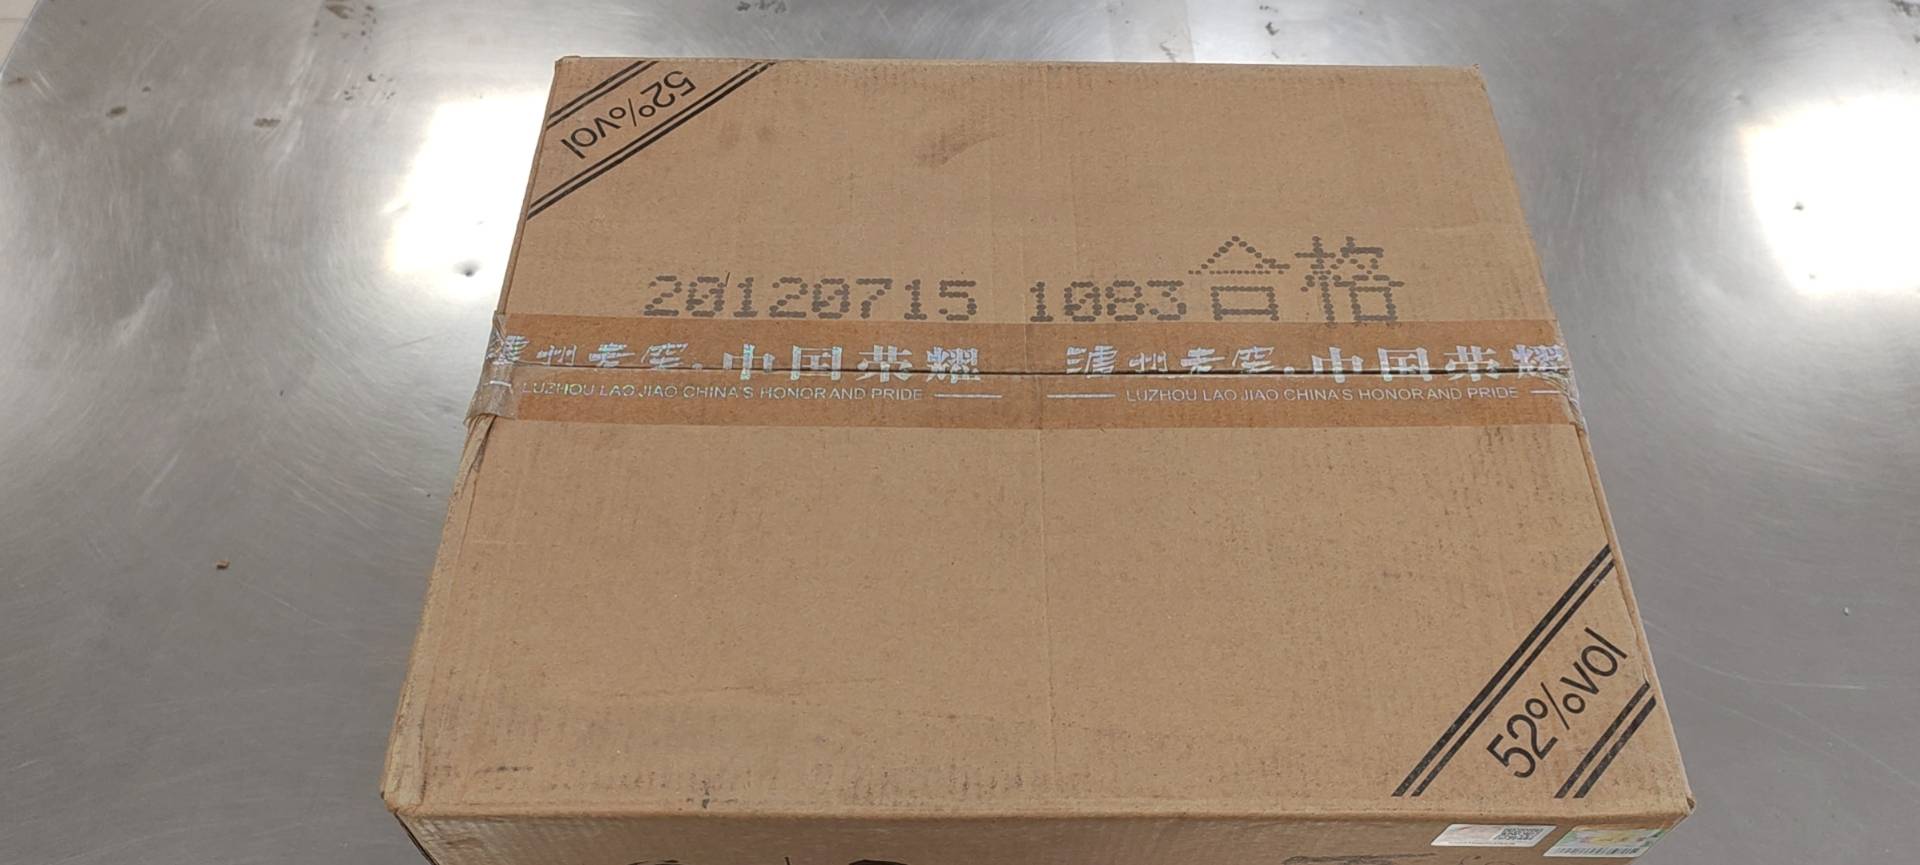 52%vol
20120715 1083合格
泸州老窖·中国荣耀 泸州老窖·中国荣耀
LUZHOU LAO JIAO CHINA'S HONOR AND PRIDE LUZHOU LAO JIAO CHINA'S HONOR AND PRIDE
52%vol